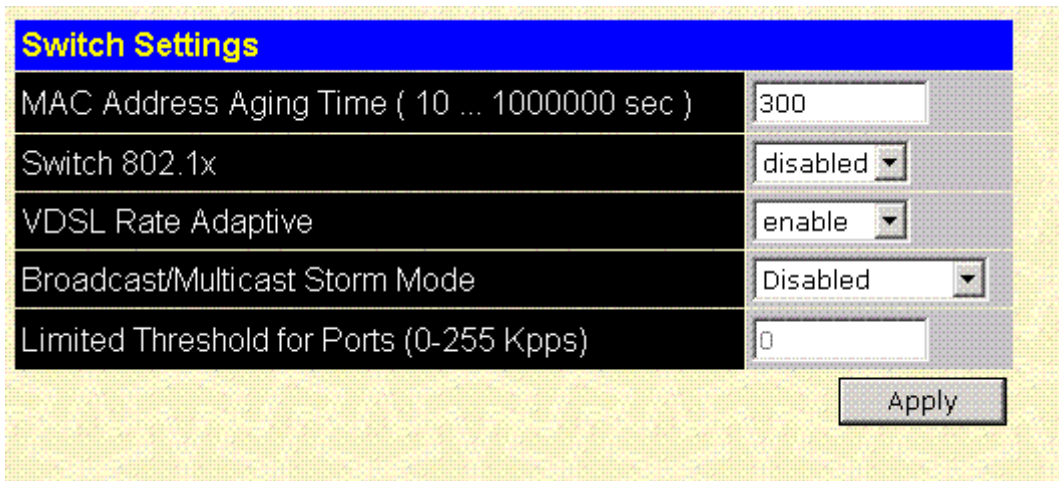 Switch Settings
MAC Address Aging Time ( 10 ... 1000000 sec ) 300
Switch 802.1x disabled
VDSL Rate Adaptive enable
Broadcast/Multicast Storm Mode Disabled
Limited Threshold for Ports (0-255 Kpps) 0
Apply